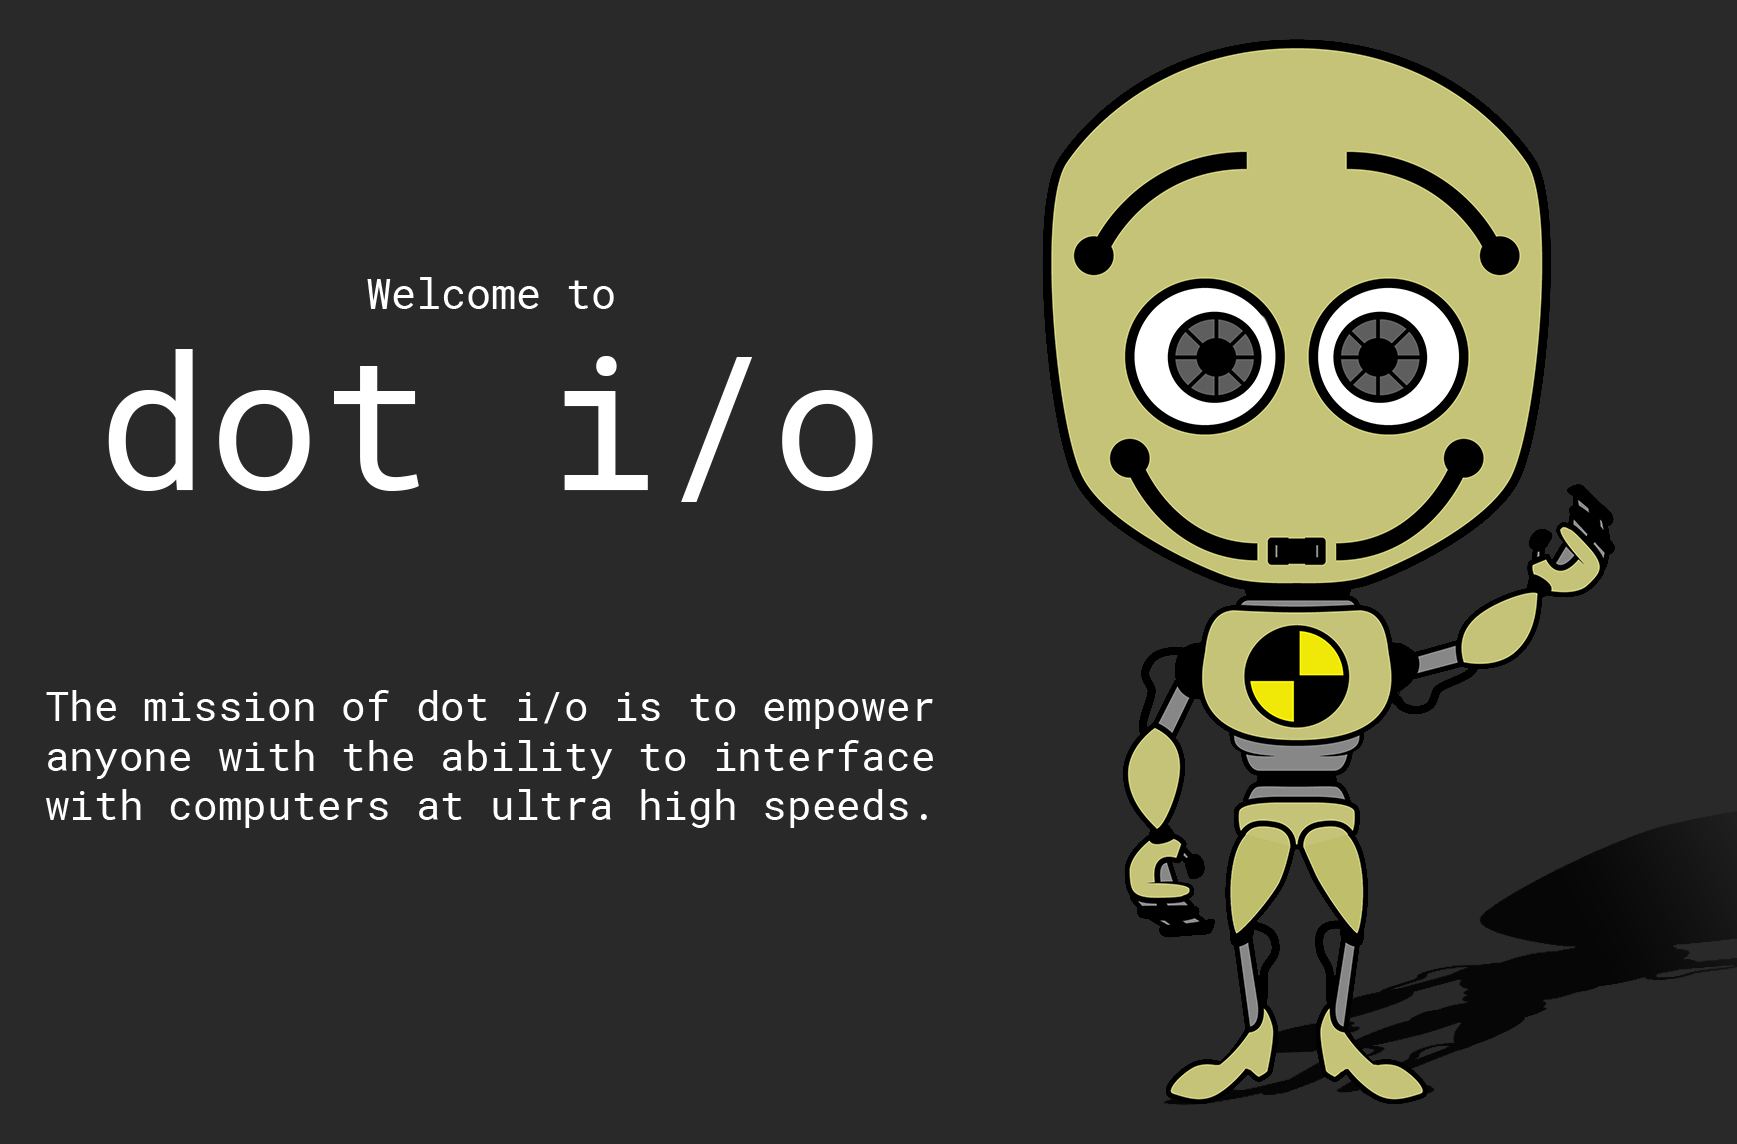 Welcome to
dot i/o
The mission of dot i/o is to empower
anyone with the ability to interface
with computers at ultra high speeds.